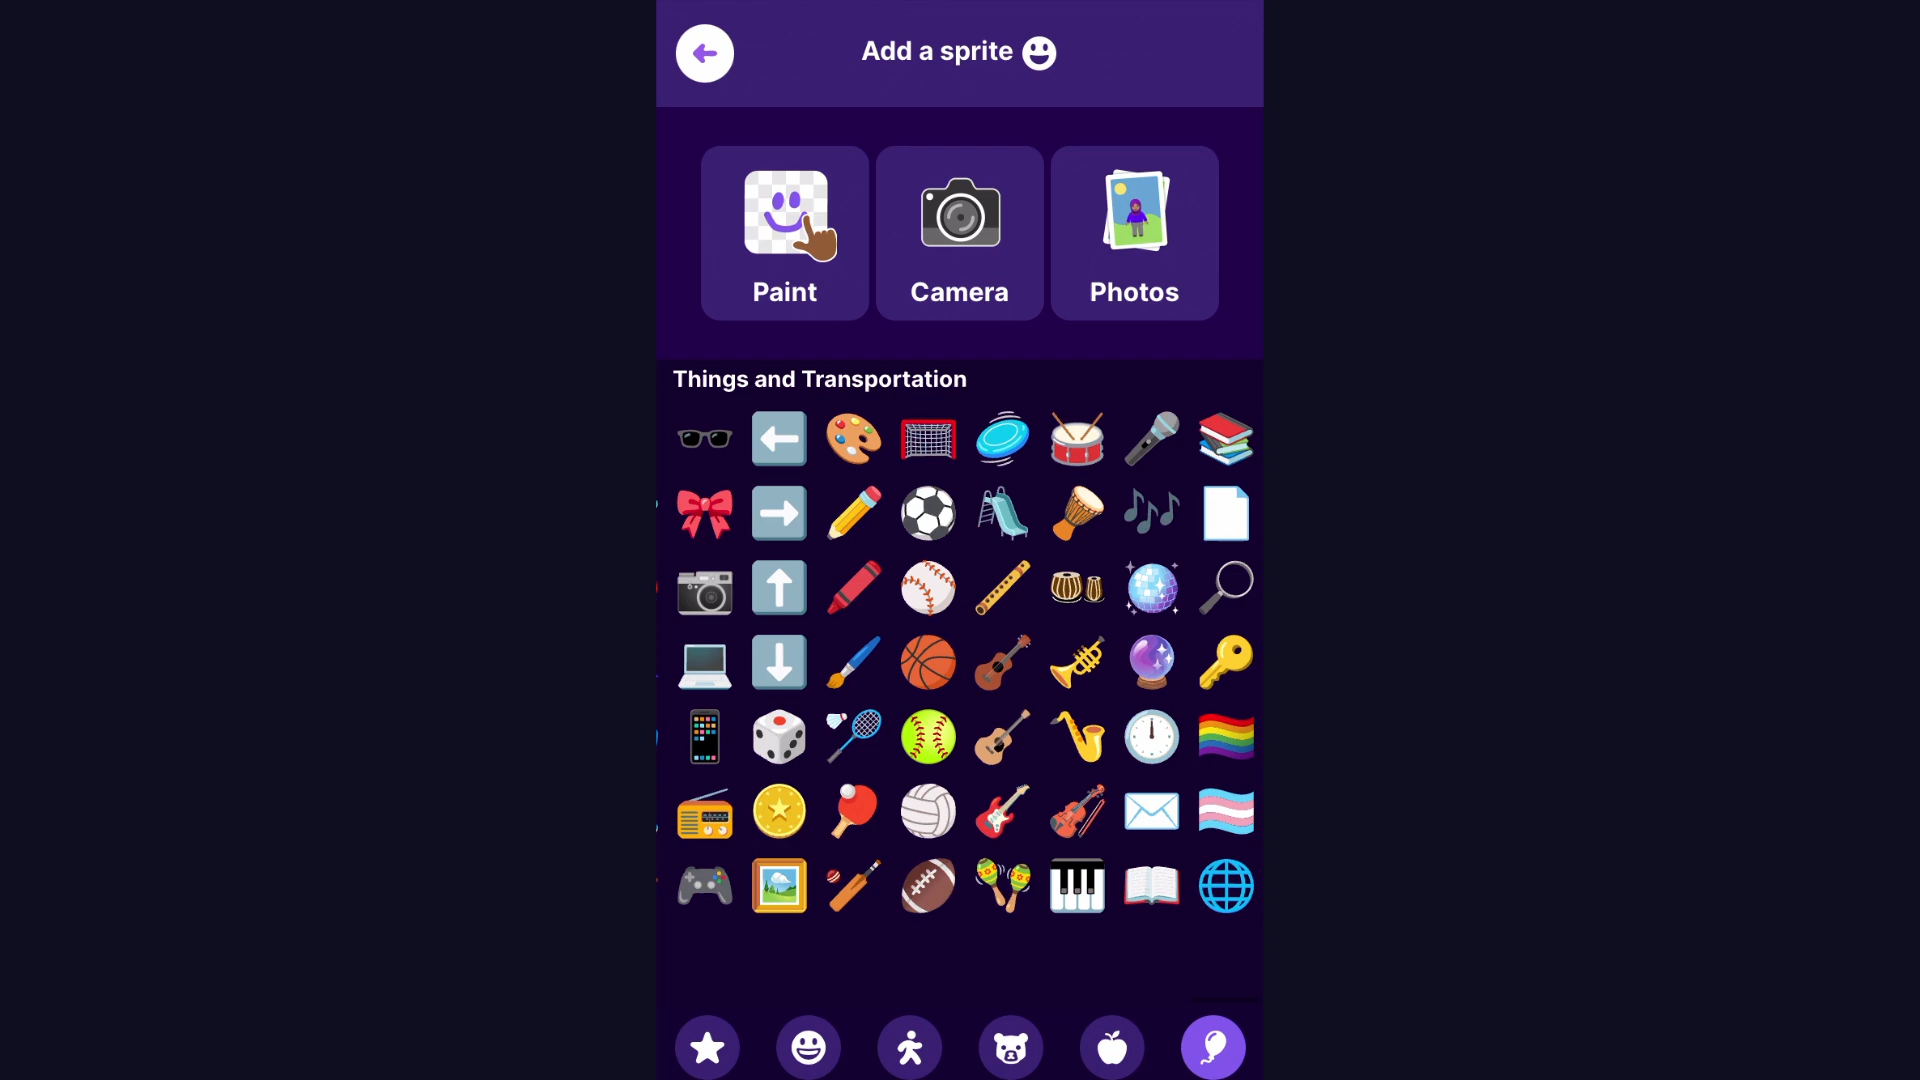 Add a sprite
Paint
Camera
Photos
Things and Transportation